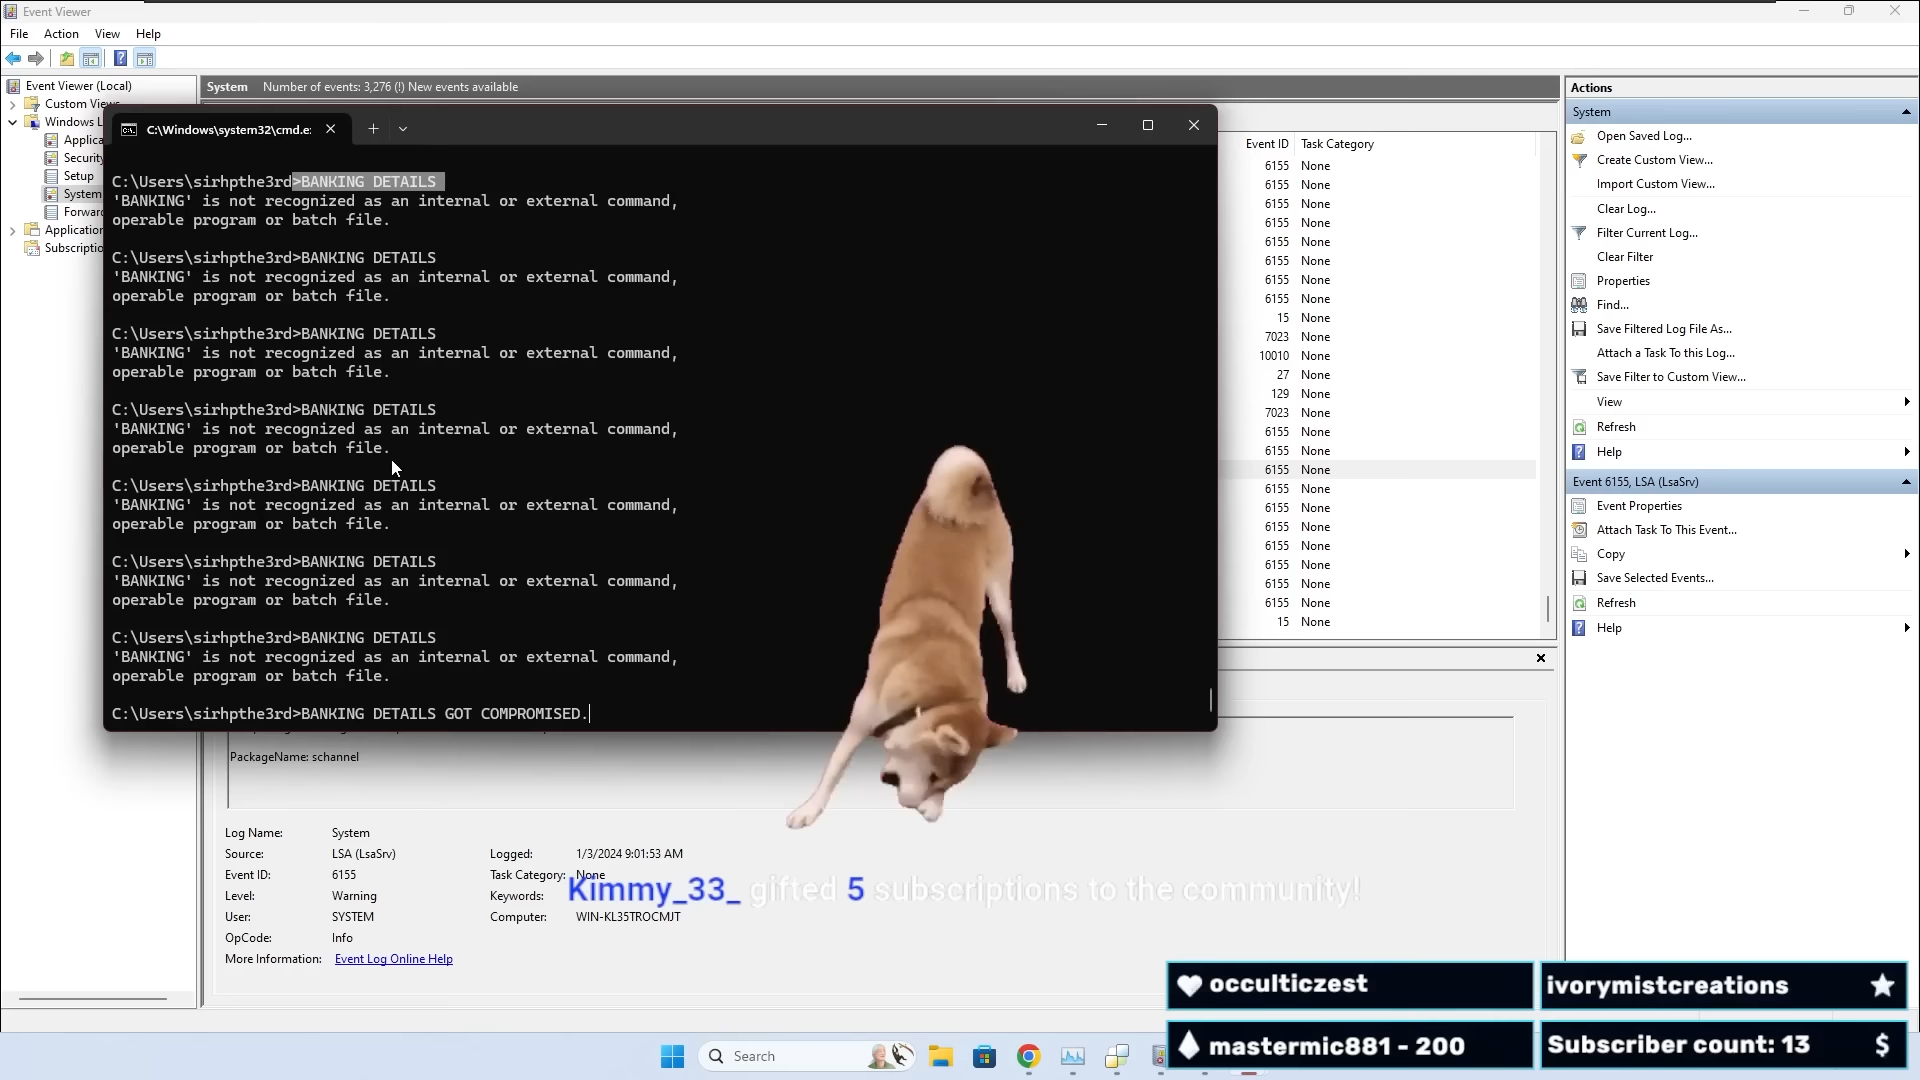 Event Viewer
File Action View Help
Event Viewer (Local)
Custom Views
Windows L
Applica
Security
Setup
System
Forward
Application
Subscriptio
System Number of events: 3,276 (!) New events available
C:\Windows\system32\cmd.e:
C:\Users\sirhpthe3rd>BANKING DETAILS
'BANKING' is not recognized as an internal or external command,
operable program or batch file.
C:\Users\sirhpthe3rd>BANKING DETAILS
'BANKING' is not recognized as an internal or external command,
operable program or batch file.
C:\Users\sirhpthe3rd>BANKING DETAILS
'BANKING' is not recognized as an internal or external command,
operable program or batch file.
C:\Users\sirhpthe3rd>BANKING DETAILS
'BANKING' is not recognized as an internal or external command,
operable program or batch file.
C:\Users\sirhpthe3rd>BANKING DETAILS
'BANKING' is not recognized as an internal or external command,
operable program or batch file.
C:\Users\sirhpthe3rd>BANKING DETAILS
'BANKING' is not recognized as an internal or external command,
operable program or batch file.
C:\Users\sirhpthe3rd>BANKING DETAILS
'BANKING' is not recognized as an internal or external command,
operable program or batch file.
C:\Users\sirhpthe3rd>BANKING DETAILS GOT COMPROMISED.
Event ID Task Category
6155 None
6155 None
6155 None
6155 None
6155 None
6155 None
6155 None
6155 None
15 None
7023 None
10010 None
27 None
129 None
7023 None
6155 None
6155 None
6155 None
6155 None
6155 None
6155 None
6155 None
6155 None
6155 None
6155 None
15 None
PackageName: schannel
Log Name: System
Source: LSA (LsaSrv) Logged: 1/3/2024 9:01:53 AM
Event ID: 6155 Task Category: None
Level: Warning Keywords:
User: SYSTEM Computer: WIN-KL35TROCMJT
OpCode: Info
More Information: Event Log Online Help
Kimmy_33_ gifted 5 subscriptions to the community!
Actions
System
Open Saved Log...
Create Custom View...
Import Custom View...
Clear Log...
Filter Current Log...
Clear Filter
Properties
Find...
Save Filtered Log File As...
Attach a Task To this Log...
Save Filter to Custom View...
View
Refresh
Help
Event 6155, LSA (LsaSrv)
Event Properties
Attach Task To This Event...
Copy
Save Selected Events...
Refresh
Help
occulticzest
ivorymistcreations
mastermic881 - 200
Subscriber count: 13 $
Search